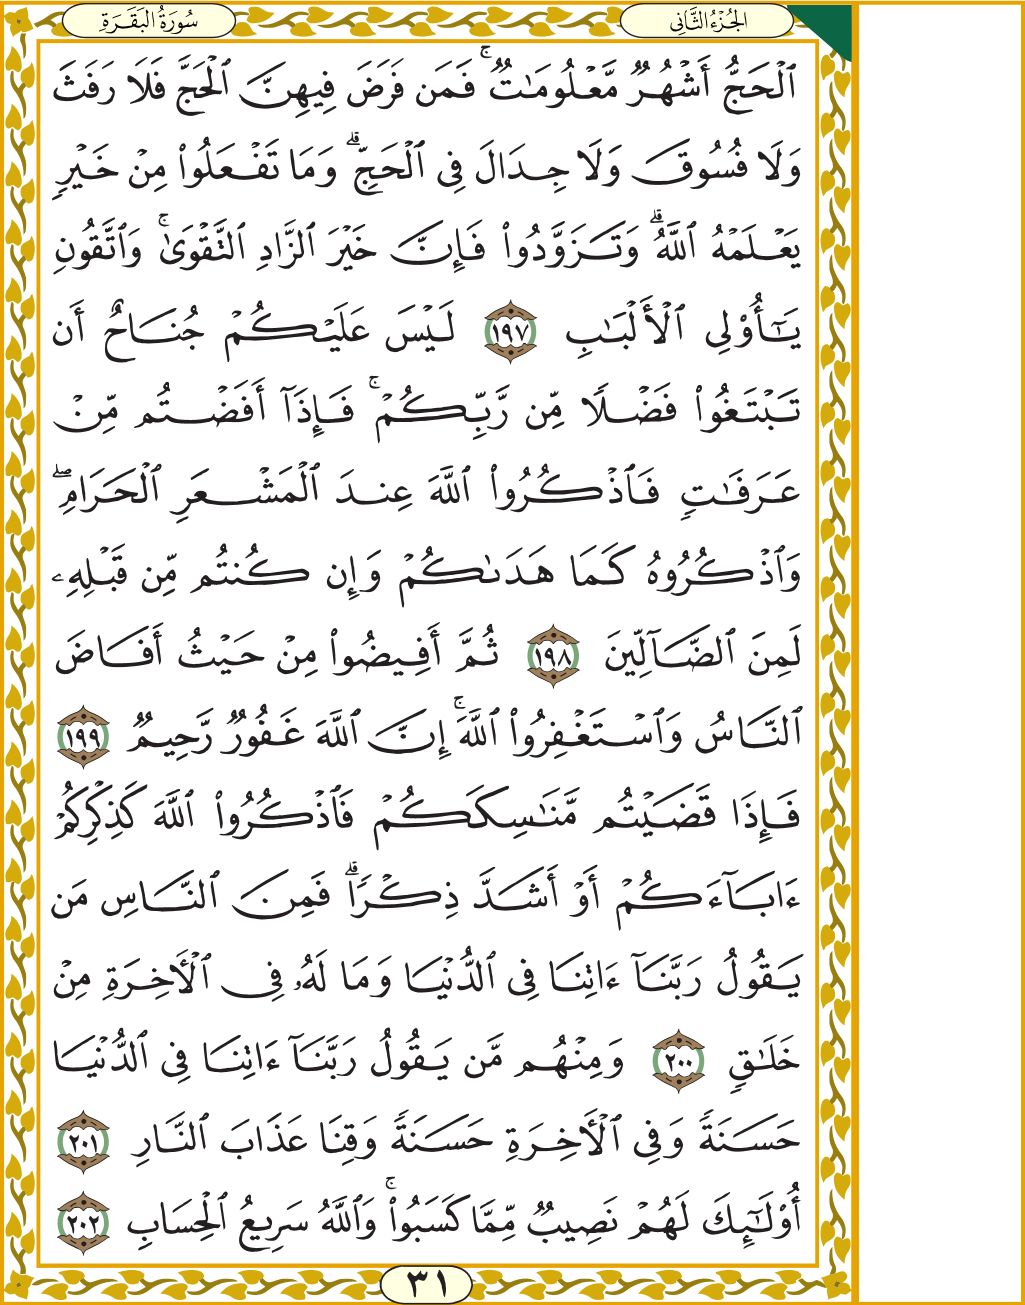 الجُزْءُ الثَّانِي
سُورَةُ البَقَرَةِ
ٱلْحَجُّ أَشْهُرٌ مَّعْلُومَٰتٌ ۚ فَمَن فَرَضَ فِيهِنَّ ٱلْحَجَّ فَلَا رَفَثَ
وَلَا فُسُوقَ وَلَا جِدَالَ فِى ٱلْحَجِّ ۗ وَمَا تَفْعَلُوا۟ مِنْ خَيْرٍ
يَعْلَمْهُ ٱللَّهُ ۗ وَتَزَوَّدُوا۟ فَإِنَّ خَيْرَ ٱلزَّادِ ٱلتَّقْوَىٰ ۚ وَٱتَّقُونِ
يَٰٓأُو۟لِى ٱلْأَلْبَٰبِ ١٩٧ لَيْسَ عَلَيْكُمْ جُنَاحٌ أَن
تَبْتَغُوا۟ فَضْلًا مِّن رَّبِّكُمْ ۚ فَإِذَآ أَفَضْتُم مِّنْ
عَرَفَٰتٍ فَٱذْكُرُوا۟ ٱللَّهَ عِندَ ٱلْمَشْعَرِ ٱلْحَرَامِ ۖ
وَٱذْكُرُوهُ كَمَا هَدَىٰكُمْ وَإِن كُنتُم مِّن قَبْلِهِۦ
لَمِنَ ٱلضَّآلِّينَ ١٩٨ ثُمَّ أَفِيضُوا۟ مِنْ حَيْثُ أَفَاضَ
ٱلنَّاسُ وَٱسْتَغْفِرُوا۟ ٱللَّهَ ۚ إِنَّ ٱللَّهَ غَفُورٌ رَّحِيمٌ ١٩٩
فَإِذَا قَضَيْتُم مَّنَٰسِكَكُمْ فَٱذْكُرُوا۟ ٱللَّهَ كَذِكْرِكُمْ
ءَابَآءَكُمْ أَوْ أَشَدَّ ذِكْرًا ۗ فَمِنَ ٱلنَّاسِ مَن
يَقُولُ رَبَّنَآ ءَاتِنَا فِى ٱلدُّنْيَا وَمَا لَهُۥ فِى ٱلْأَخِرَةِ مِنْ
خَلَٰقٍ ٢٠٠ وَمِنْهُم مَّن يَقُولُ رَبَّنَآ ءَاتِنَا فِى ٱلدُّنْيَا
حَسَنَةً وَفِى ٱلْأَخِرَةِ حَسَنَةً وَقِنَا عَذَابَ ٱلنَّارِ ٢٠١
أُو۟لَٰٓئِكَ لَهُمْ نَصِيبٌ مِّمَّا كَسَبُوا۟ ۚ وَٱللَّهُ سَرِيعُ ٱلْحِسَابِ ٢٠٢
٣١